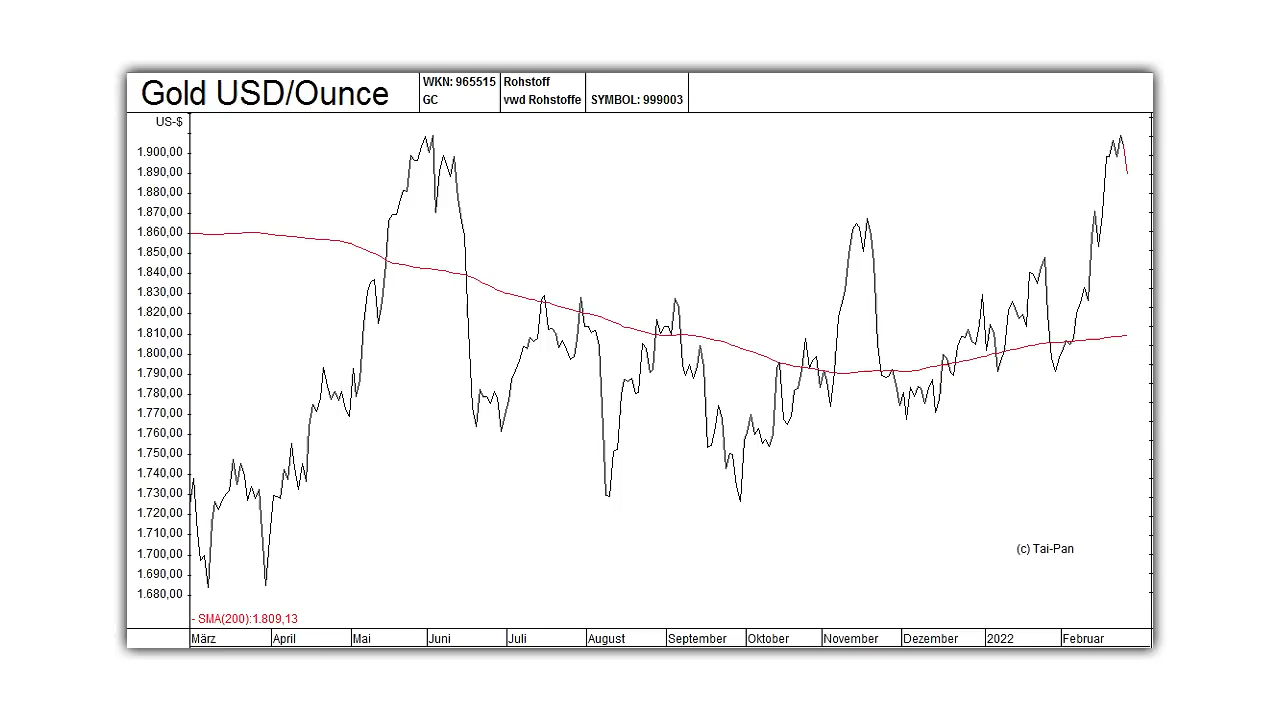 Gold USD/Ounce
WKN: 965515
GC
Rohstoff
vwd Rohstoffe
SYMBOL: 999003
US-$
1.900,00
1.890,00
1.880,00
1.870,00
1.860,00
1.850,00
1.840,00
1.830,00
1.820,00
1.810,00
1.800,00
1.790,00
1.780,00
1.770,00
1.760,00
1.750,00
1.740,00
1.730,00
1.720,00
1.710,00
1.700,00
1.690,00
1.680,00
(c) Tai-Pan
- SMA(200):1.809,13
März April Mai Juni Juli August September Oktober November Dezember 2022 Februar